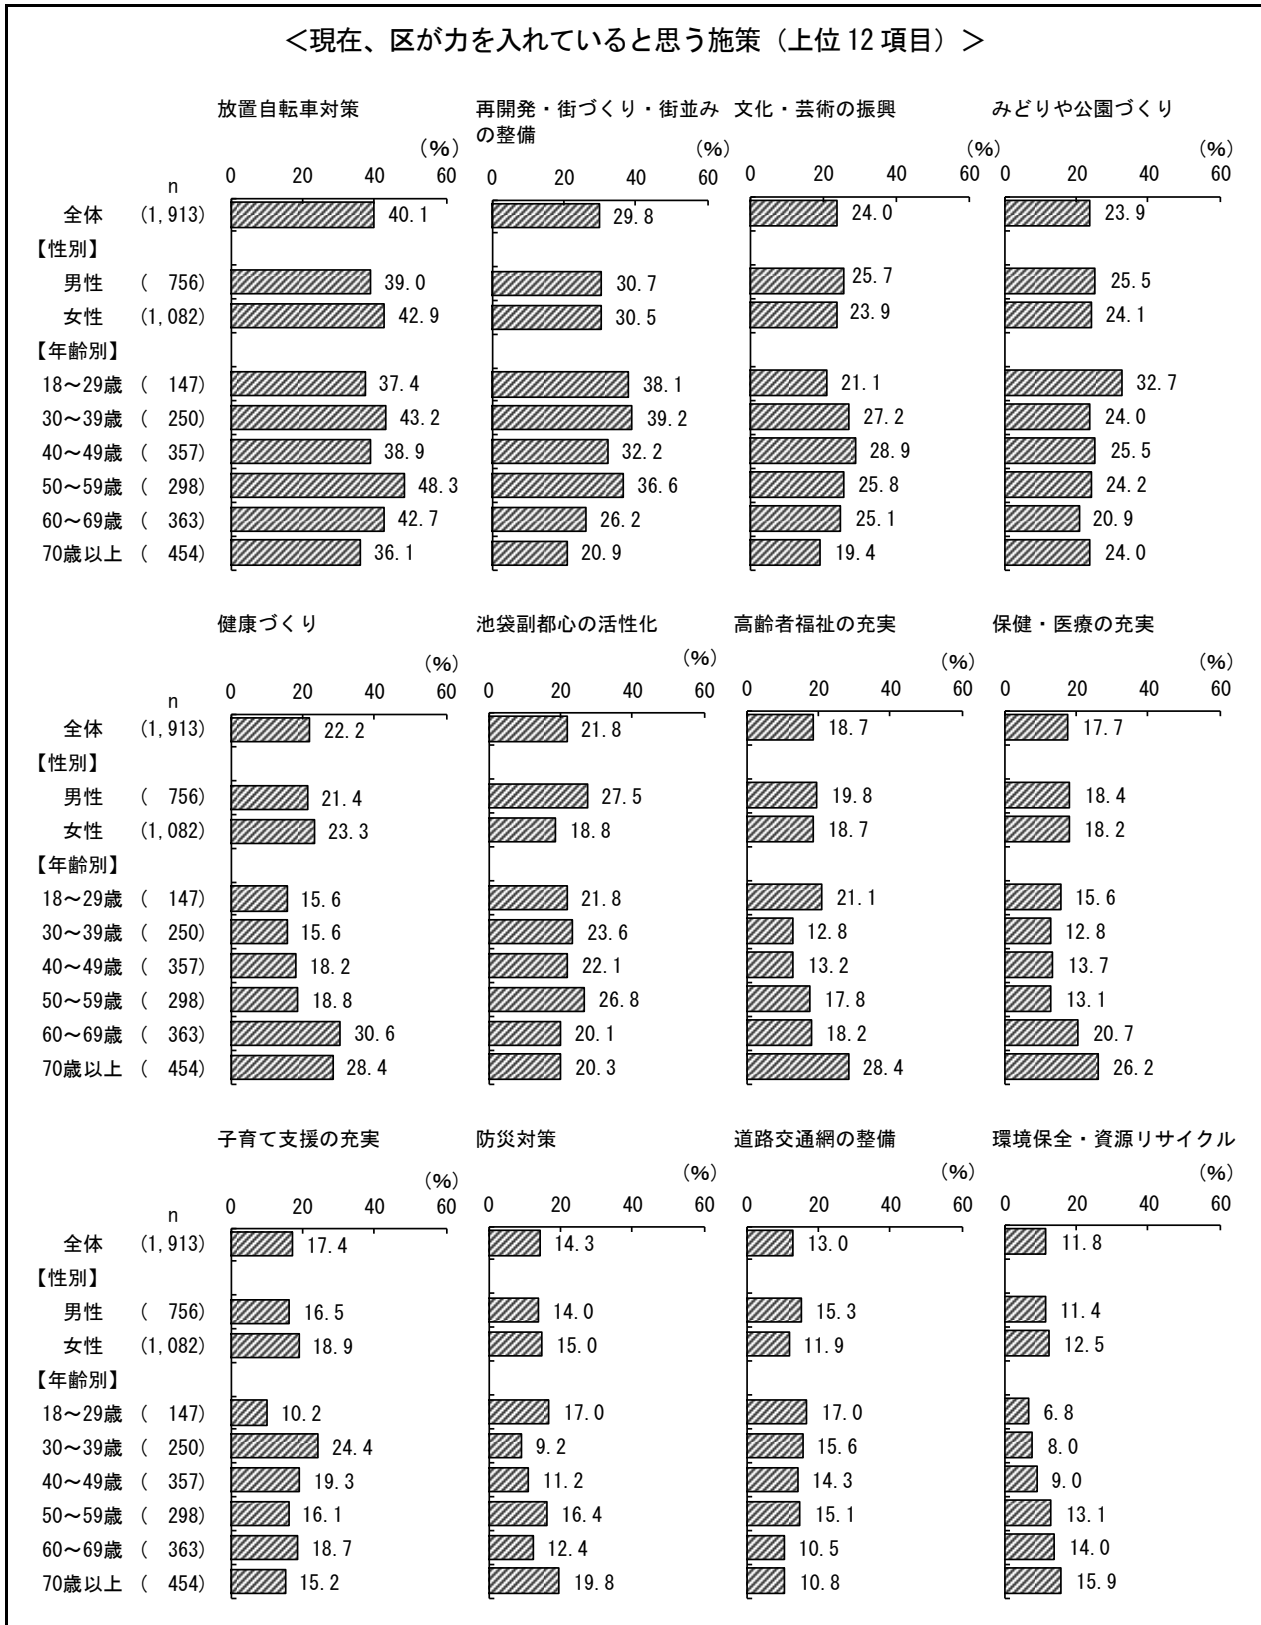 ＜現在、区が力を入れていると思う施策（上位12項目）＞
放置自転車対策 再開発・街づくり・街並み 文化・芸術の振興 みどりや公園づくり
の整備
(%) (%) (%) (%)
n 0 20 40 60 0 20 40 60 0 20 40 60 0 20 40 60
全体 (1,913) 40.1 29.8 24.0 23.9
【性別】
男性 ( 756) 39.0 30.7 25.7 25.5
女性 (1,082) 42.9 30.5 23.9 24.1
【年齢別】
18～29歳 ( 147) 37.4 38.1 21.1 32.7
30～39歳 ( 250) 43.2 39.2 27.2 24.0
40～49歳 ( 357) 38.9 32.2 28.9 25.5
50～59歳 ( 298) 48.3 36.6 25.8 24.2
60～69歳 ( 363) 42.7 26.2 25.1 20.9
70歳以上 ( 454) 36.1 20.9 19.4 24.0
健康づくり 池袋副都心の活性化 高齢者福祉の充実 保健・医療の充実
(%) (%) (%) (%)
n 0 20 40 60 0 20 40 60 0 20 40 60 0 20 40 60
全体 (1,913) 22.2 21.8 18.7 17.7
【性別】
男性 ( 756) 21.4 27.5 19.8 18.4
女性 (1,082) 23.3 18.8 18.7 18.2
【年齢別】
18～29歳 ( 147) 15.6 21.8 21.1 15.6
30～39歳 ( 250) 15.6 23.6 12.8 12.8
40～49歳 ( 357) 18.2 22.1 13.2 13.7
50～59歳 ( 298) 18.8 26.8 17.8 13.1
60～69歳 ( 363) 30.6 20.1 18.2 20.7
70歳以上 ( 454) 28.4 20.3 28.4 26.2
子育て支援の充実 防災対策 道路交通網の整備 環境保全・資源リサイクル
(%) (%) (%) (%)
n 0 20 40 60 0 20 40 60 0 20 40 60 0 20 40 60
全体 (1,913) 17.4 14.3 13.0 11.8
【性別】
男性 ( 756) 16.5 14.0 15.3 11.4
女性 (1,082) 18.9 15.0 11.9 12.5
【年齢別】
18～29歳 ( 147) 10.2 17.0 17.0 6.8
30～39歳 ( 250) 24.4 9.2 15.6 8.0
40～49歳 ( 357) 19.3 11.2 14.3 9.0
50～59歳 ( 298) 16.1 16.4 15.1 13.1
60～69歳 ( 363) 18.7 12.4 10.5 14.0
70歳以上 ( 454) 15.2 19.8 10.8 15.9